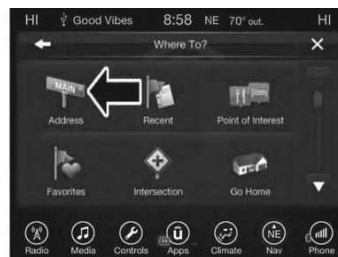 HI Good Vibes 8:58 NE 70° out. HI
Where To?
MAIN
Address Recent Point of Interest
Favorites Intersection Go Home
NE
Radio Media Controls Apps Climate Nav Phone